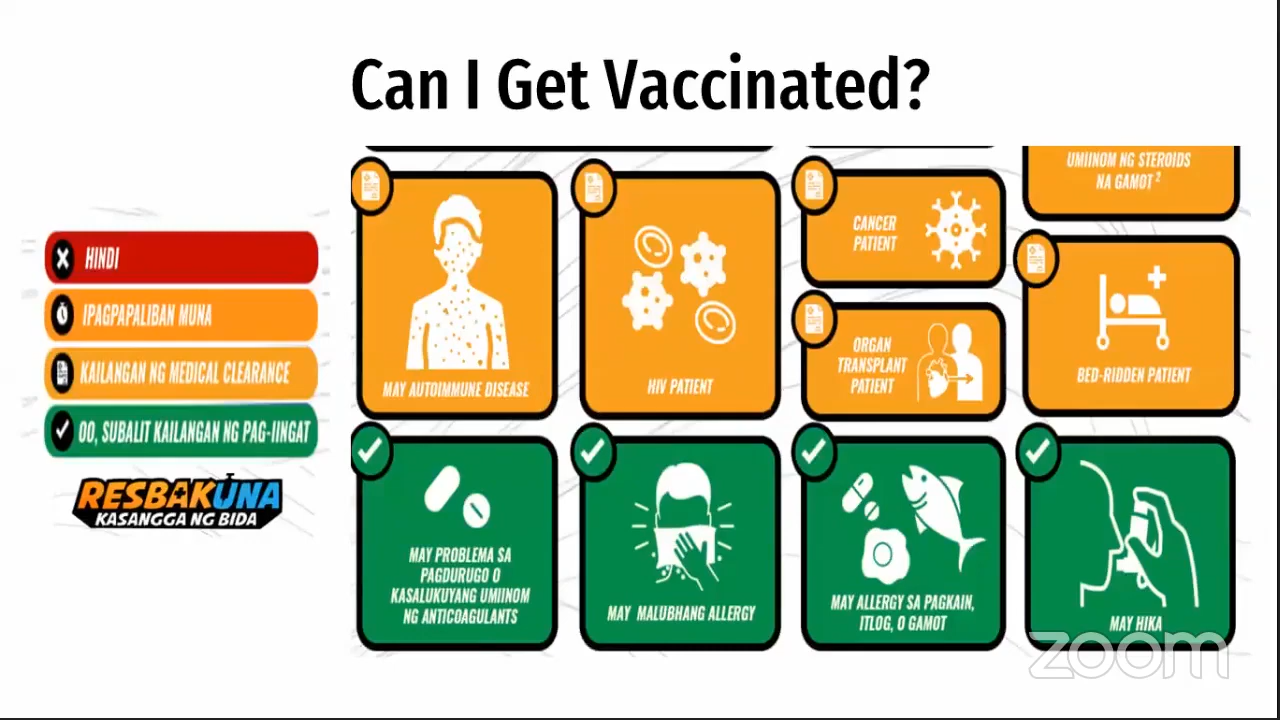 Can I Get Vaccinated?
HINDI
IPAGPAPALIBAN MUNA
KAILANGAN NG MEDICAL CLEARANCE
OO, SUBALIT KAILANGAN NG PAG-IINGAT
RESBAKUNA
KASANGGA NG BIDA
MAY AUTOIMMUNE DISEASE
HIV PATIENT
CANCER
PATIENT
ORGAN
TRANSPLANT
PATIENT
UMIINOM NG STEROIDS
NA GAMOT 2
BED-RIDDEN PATIENT
MAY PROBLEMA SA
PAGDURUGO O
KASALUKUYANG UMIINOM
NG ANTICOAGULANTS
MAY MALUBHANG ALLERGY
MAY ALLERGY SA PAGKAIN,
ITLOG, O GAMOT
MAY HIKA
zoom